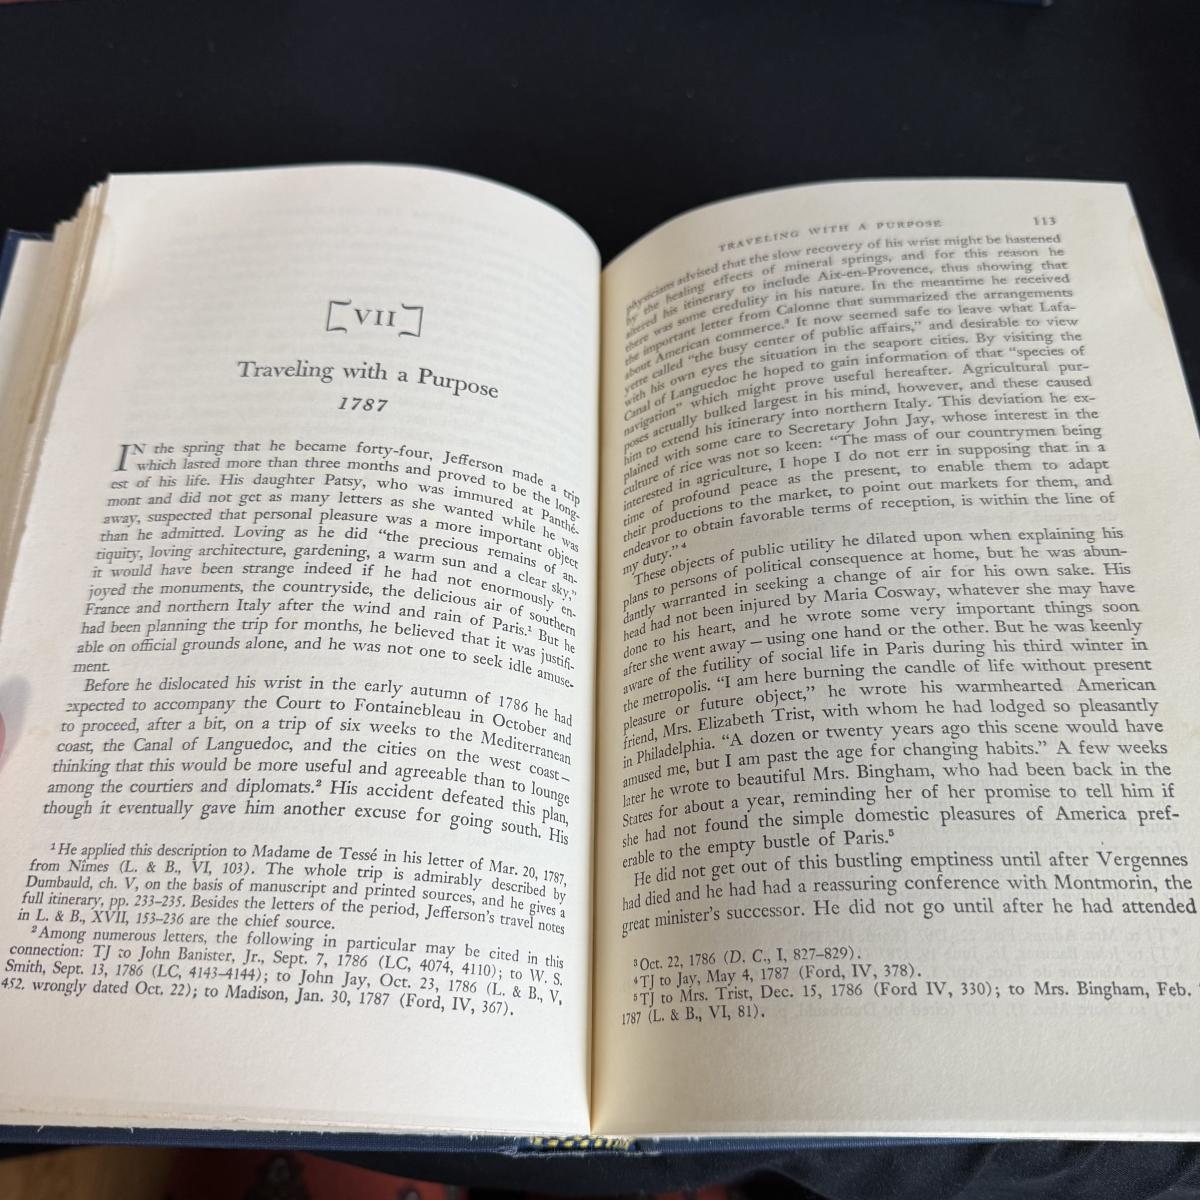 [VII]
Traveling with a Purpose
1787
IN the spring that he became forty-four, Jefferson made a trip
which lasted more than three months and proved to be the long-
est of his life. His daughter Patsy, who was immured at Panthé-
mont and did not get as many letters as she wanted while he was
away, suspected that personal pleasure was a more important object
than he admitted. Loving as he did "the precious remains of an-
tiquity, loving architecture, gardening, a warm sun and a clear sky,"
it would have been strange indeed if he had not enormously en-
joyed the monuments, the countryside, the delicious air of southern
France and northern Italy after the wind and rain of Paris.¹ But he
had been planning the trip for months, he believed that it was justifi-
able on official grounds alone, and he was not one to seek idle amuse-
ment.
Before he dislocated his wrist in the early autumn of 1786 he had
expected to accompany the Court to Fontainebleau in October and
to proceed, after a bit, on a trip of six weeks to the Mediterranean
coast, the Canal of Languedoc, and the cities on the west coast—
thinking that this would be more useful and agreeable than to lounge
among the courtiers and diplomats.² His accident defeated this plan,
though it eventually gave him another excuse for going south. His
¹ He applied this description to Madame de Tessé in his letter of Mar. 20, 1787,
from Nîmes (L. & B., VI, 103). The whole trip is admirably described by
Dumbauld, ch. V, on the basis of manuscript and printed sources, and he gives a
full itinerary, pp. 233-235. Besides the letters of the period, Jefferson's travel notes
in L. & B., XVII, 153-236 are the chief source.
² Among numerous letters, the following in particular may be cited in this
connection: TJ to John Banister, Jr., Sept. 7, 1786 (LC, 4074, 4110); to W. S.
Smith, Sept. 13, 1786 (LC, 4143-4144); to John Jay, Oct. 23, 1786 (L. & B., V,
452. wrongly dated Oct. 22); to Madison, Jan. 30, 1787 (Ford, IV, 367).
TRAVELING WITH A PURPOSE 113
physicians advised that the slow recovery of his wrist might be hastened
by the healing effects of mineral springs, and for this reason he
altered his itinerary to include Aix-en-Provence, thus showing that
there was some credulity in his nature. In the meantime he received
the important letter from Calonne that summarized the arrangements
about American commerce.³ It now seemed safe to leave what Lafa-
yette called "the busy center of public affairs," and desirable to view
with his own eyes the situation in the seaport cities. By visiting the
Canal of Languedoc he hoped to gain information of that "species of
navigation" which might prove useful hereafter. Agricultural pur-
poses actually bulked largest in his mind, however, and these caused
him to extend his itinerary into northern Italy. This deviation he ex-
plained with some care to Secretary John Jay, whose interest in the
culture of rice was not so keen: "The mass of our countrymen being
interested in agriculture, I hope I do not err in supposing that in a
time of profound peace as the present, to enable them to adapt
their productions to the market, to point out markets for them, and
endeavor to obtain favorable terms of reception, is within the line of
my duty." ⁴
These objects of public utility he dilated upon when explaining his
plans to persons of political consequence at home, but he was abun-
dantly warranted in seeking a change of air for his own sake. His
head had not been injured by Maria Cosway, whatever she may have
done to his heart, and he wrote some very important things soon
after she went away — using one hand or the other. But he was keenly
aware of the futility of social life in Paris during his third winter in
the metropolis. "I am here burning the candle of life without present
pleasure or future object," he wrote his warmhearted American
friend, Mrs. Elizabeth Trist, with whom he had lodged so pleasantly
in Philadelphia. "A dozen or twenty years ago this scene would have
amused me, but I am past the age for changing habits." A few weeks
later he wrote to beautiful Mrs. Bingham, who had been back in the
States for about a year, reminding her of her promise to tell him if
she had not found the simple domestic pleasures of America pref-
erable to the empty bustle of Paris.⁵
He did not get out of this bustling emptiness until after Vergennes
had died and he had had a reassuring conference with Montmorin, the
great minister's successor. He did not go until after he had attended
³ Oct. 22, 1786 (D. C., I, 827–829).
⁴ TJ to Jay, May 4, 1787 (Ford, IV, 378).
⁵ TJ to Mrs. Trist, Dec. 15, 1786 (Ford IV, 330); to Mrs. Bingham, Feb.
1787 (L. & B., VI, 81).